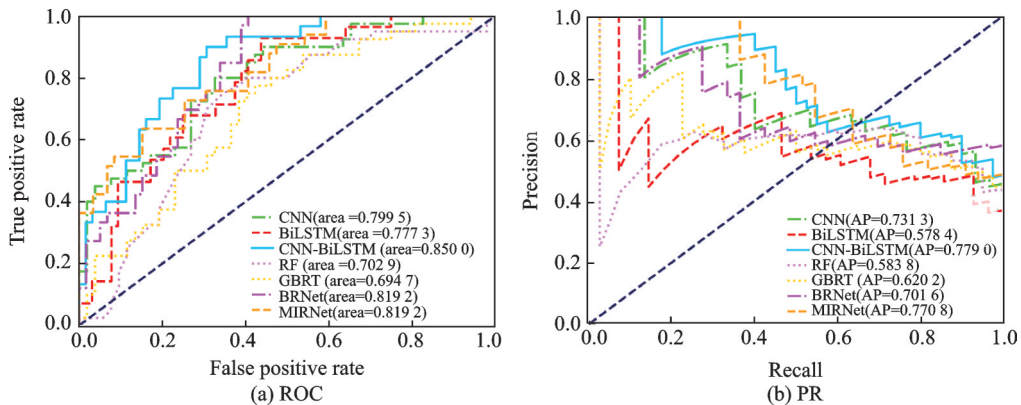 1.0
0.8
0.6
0.4
0.2
0.0
True positive rate
CNN(area=0.799 5)
BiLSTM(area =0.777 3)
CNN-BiLSTM (area=0.850 0)
RF (area =0.702 9)
GBRT (area=0.694 7)
BRNet(area=0.819 2)
MIRNet(area=0.819 2)
0.0 0.2 0.4 0.6 0.8 1.0
False positive rate
(a) ROC
1.0
0.8
0.6
0.4
0.2
0.0
Precision
CNN(AP=0.731 3)
BiLSTM(AP=0.578 4)
CNN-BiLSTM(AP=0.779 0)
RF(AP=0.583 8)
GBRT (AP=0.620 2)
BRNet(AP=0.701 6)
MIRNet(AP=0.770 8)
0.0 0.2 0.4 0.6 0.8 1.0
Recall
(b) PR